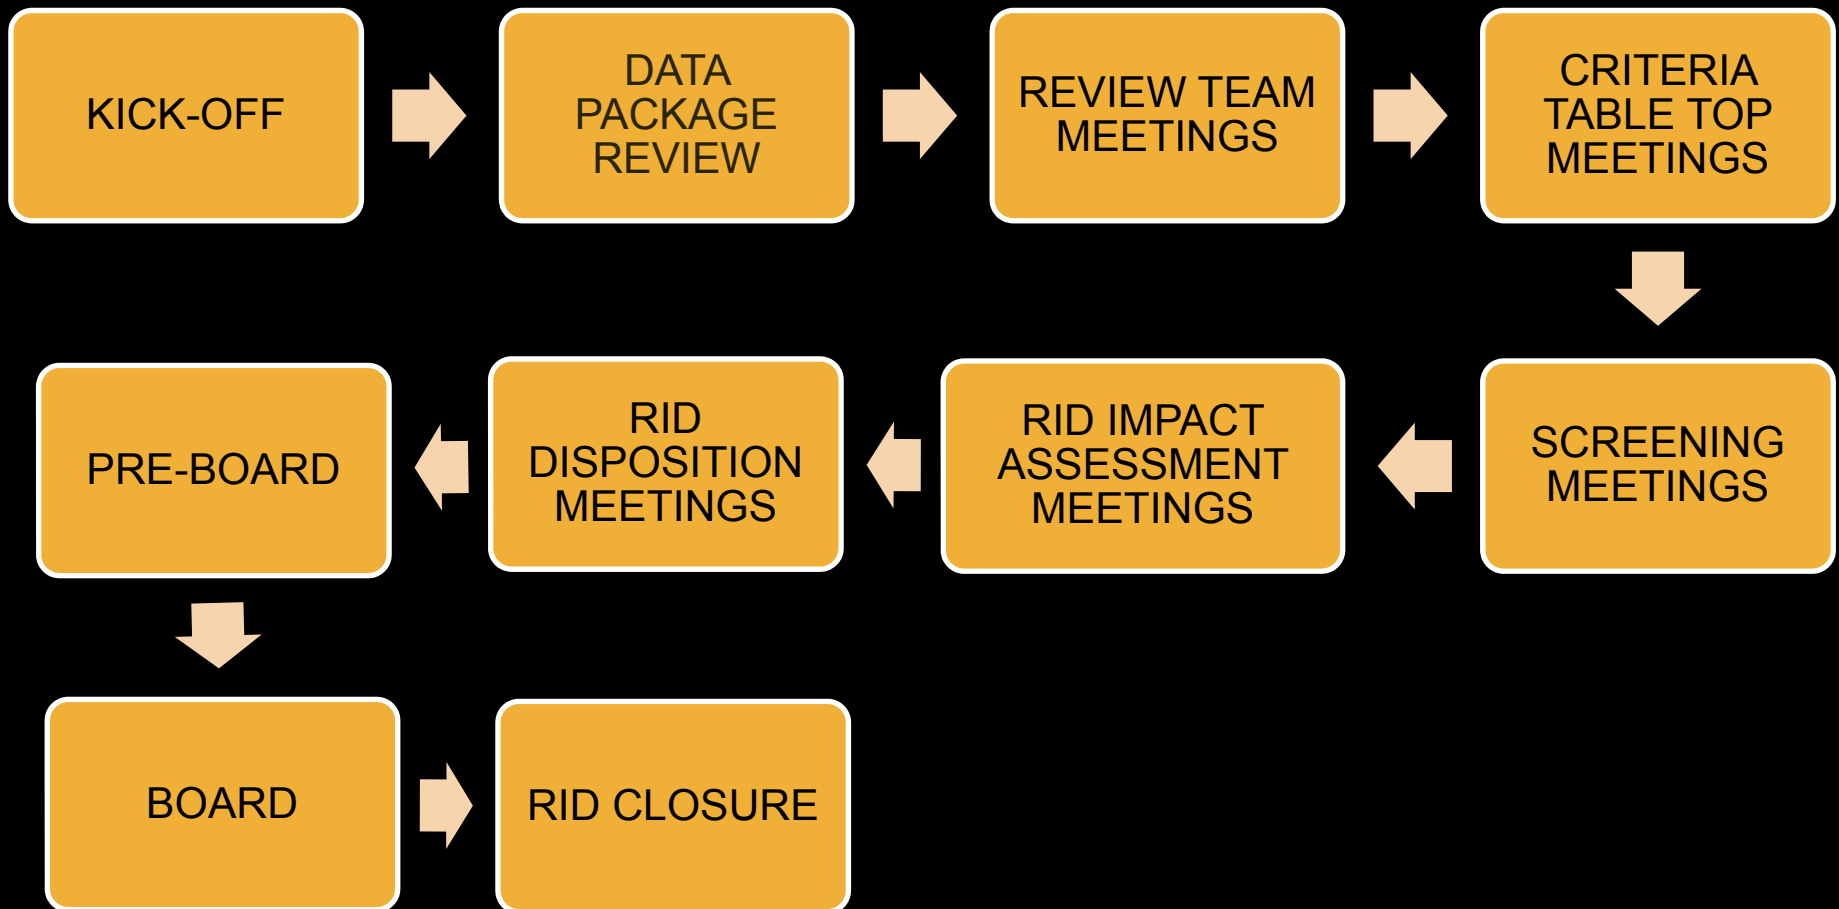 KICK-OFF
DATA
PACKAGE
REVIEW
REVIEW TEAM
MEETINGS
CRITERIA
TABLE TOP
MEETINGS
SCREENING
MEETINGS
RID IMPACT
ASSESSMENT
MEETINGS
RID
DISPOSITION
MEETINGS
PRE-BOARD
BOARD
RID CLOSURE